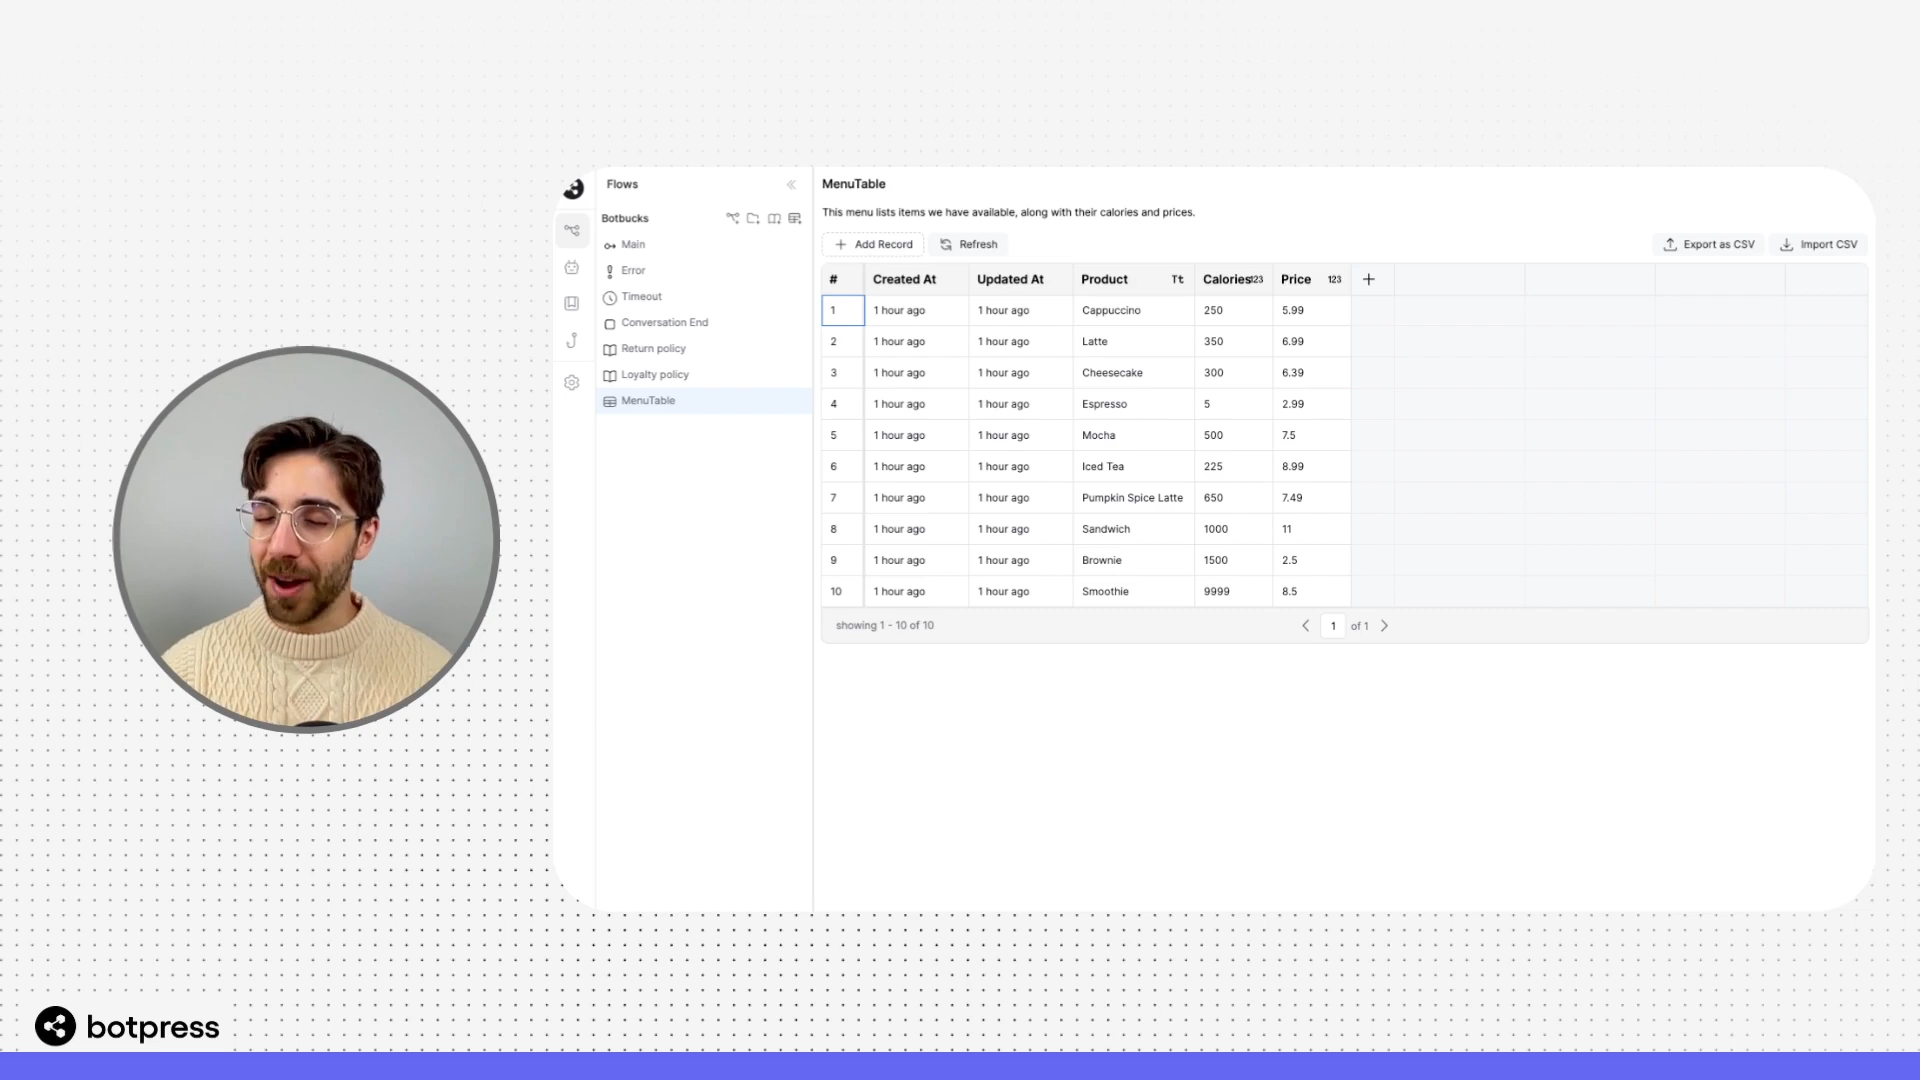 Flows
Botbucks
Main
Error
Timeout
Conversation End
Return policy
Loyalty policy
MenuTable
MenuTable
This menu lists items we have available, along with their calories and prices.
Add Record Refresh Export as CSV Import CSV
# Created At Updated At Product Tt Calories 123 Price 123
1 1 hour ago 1 hour ago Cappuccino 250 5.99
2 1 hour ago 1 hour ago Latte 350 6.99
3 1 hour ago 1 hour ago Cheesecake 300 6.39
4 1 hour ago 1 hour ago Espresso 5 2.99
5 1 hour ago 1 hour ago Mocha 500 7.5
6 1 hour ago 1 hour ago Iced Tea 225 8.99
7 1 hour ago 1 hour ago Pumpkin Spice Latte 650 7.49
8 1 hour ago 1 hour ago Sandwich 1000 11
9 1 hour ago 1 hour ago Brownie 1500 2.5
10 1 hour ago 1 hour ago Smoothie 9999 8.5
showing 1 - 10 of 10 1 of 1
botpress